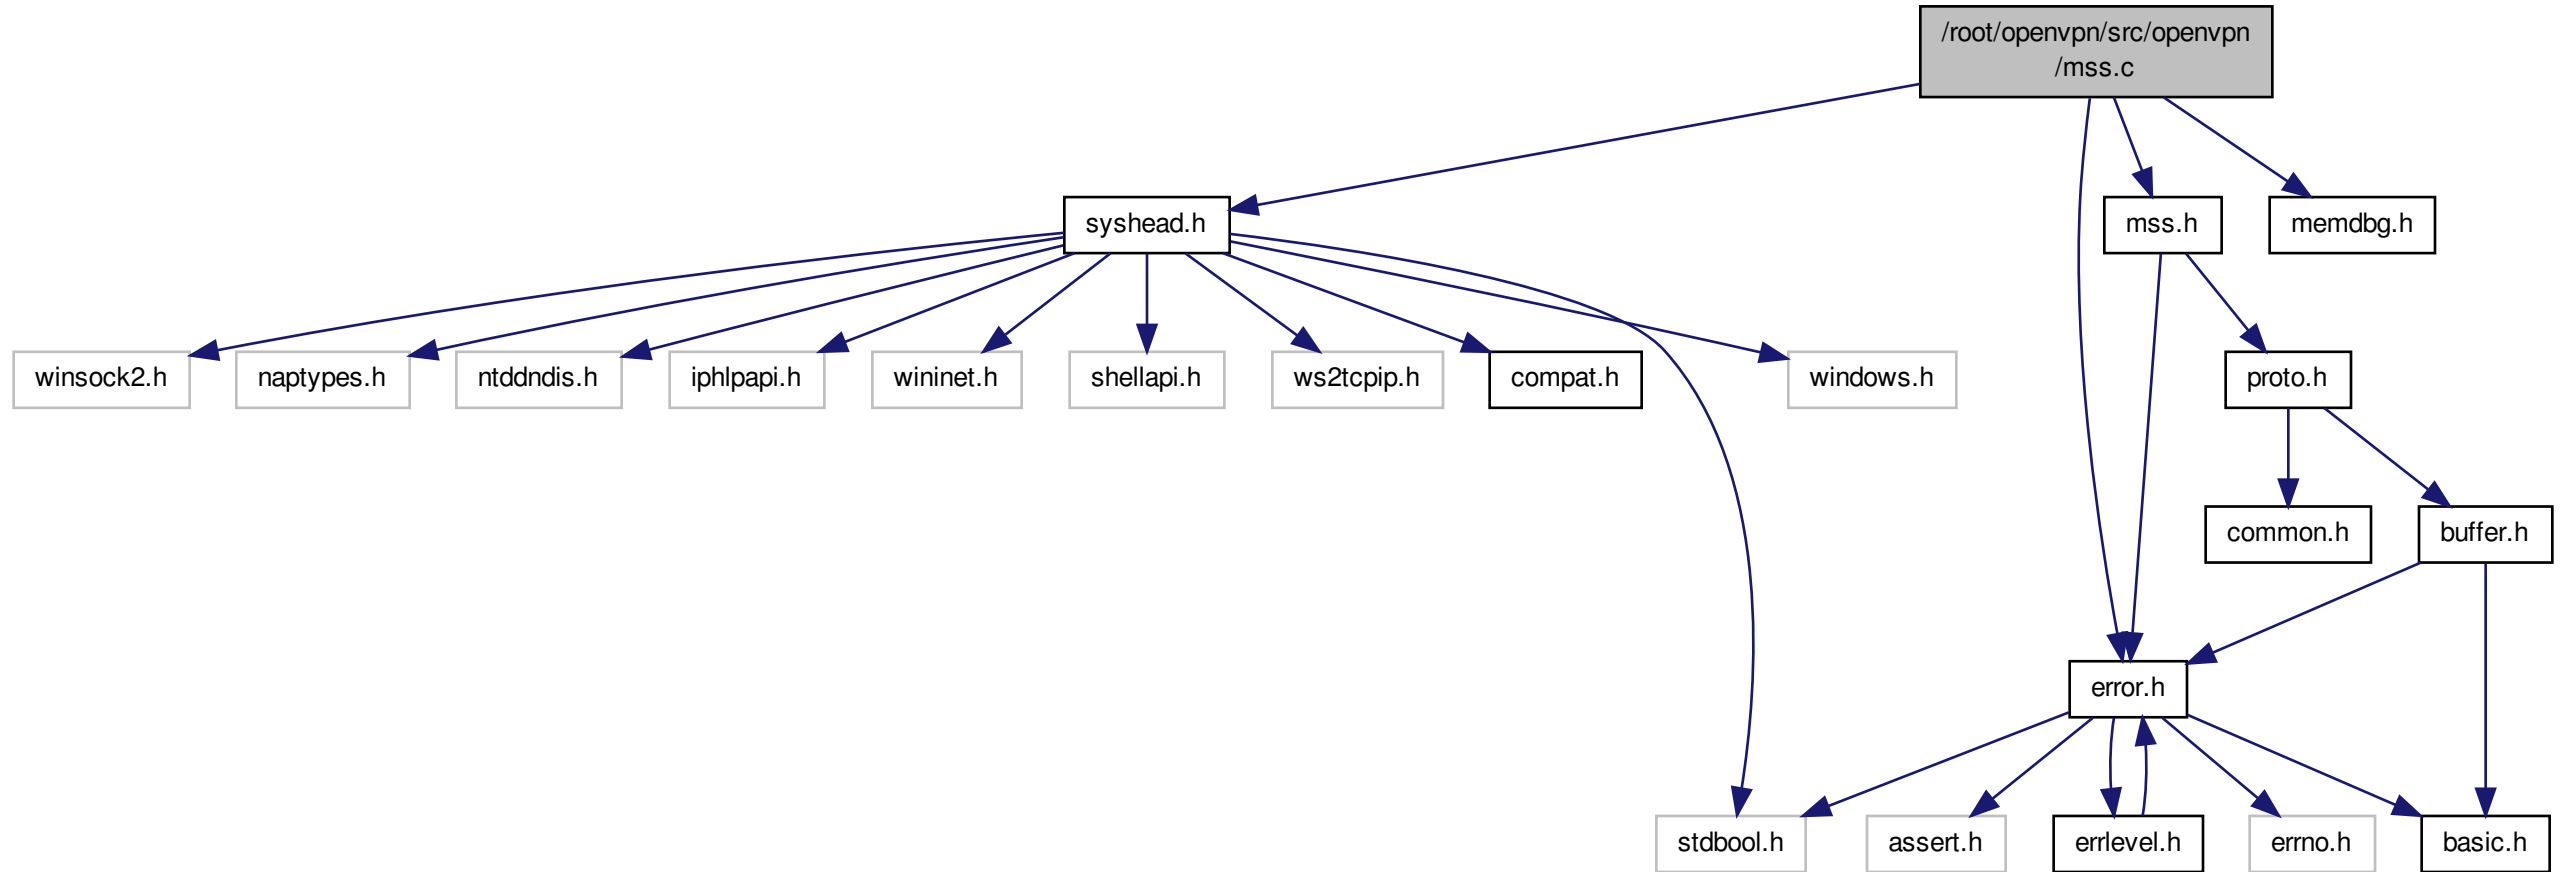 /root/openvpn/src/openvpn
/mss.c
syshead.h
mss.h
memdbg.h
winsock2.h
naptypes.h
ntddndis.h
iphlpapi.h
wininet.h
shellapi.h
ws2tcpip.h
compat.h
windows.h
proto.h
common.h
buffer.h
error.h
stdbool.h
assert.h
errlevel.h
errno.h
basic.h